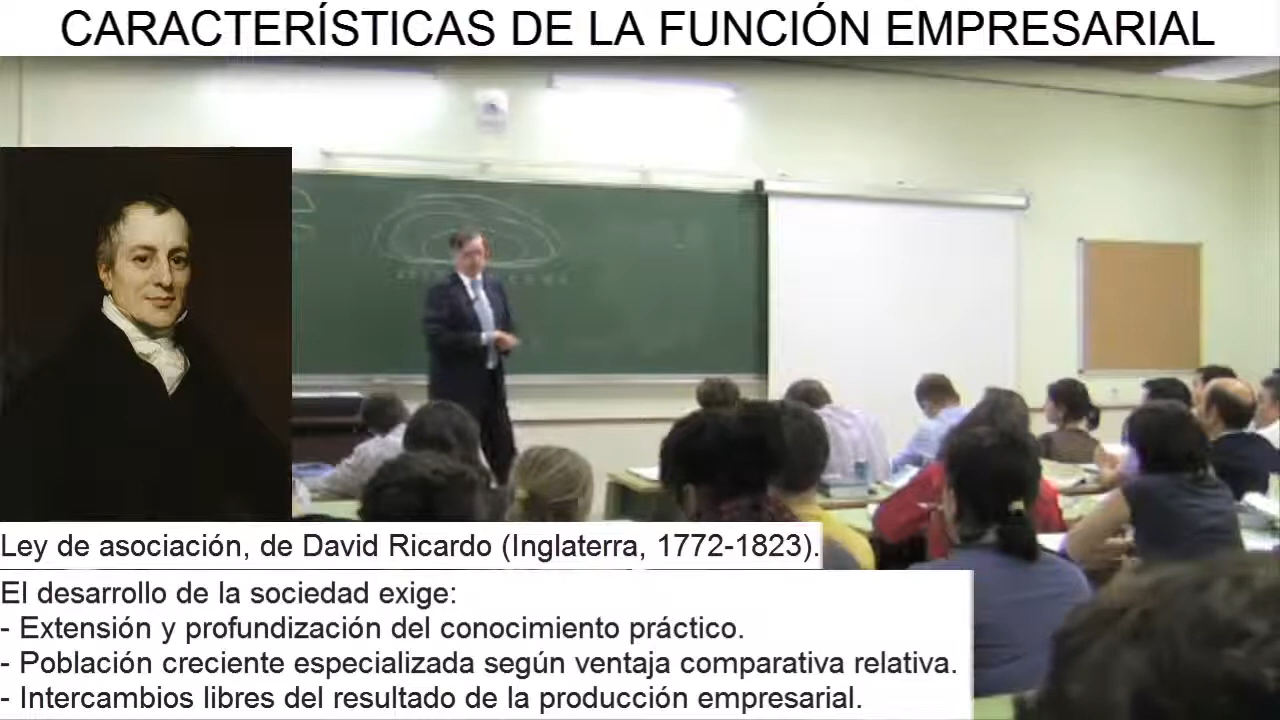 CARACTERÍSTICAS DE LA FUNCIÓN EMPRESARIAL
Ley de asociación, de David Ricardo (Inglaterra, 1772-1823).
El desarrollo de la sociedad exige:
- Extensión y profundización del conocimiento práctico.
- Población creciente especializada según ventaja comparativa relativa.
- Intercambios libres del resultado de la producción empresarial.